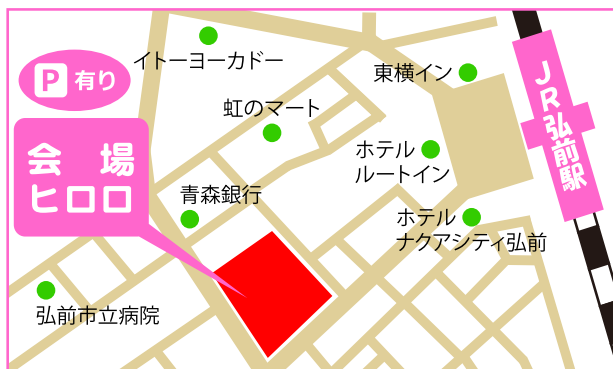 イトーヨーカドー
P 有り
東横イン
JR弘前駅
虹のマート
会 場
ヒロロ
ホテル
ルートイン
青森銀行
ホテル
ナクアシティ弘前
弘前市立病院